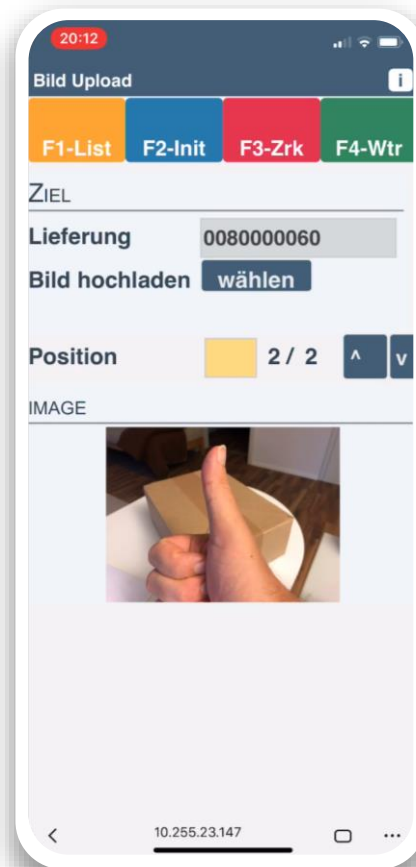 20:12
Bild Upload i
F1-List F2-Init F3-Zrk F4-Wtr
ZIEL
Lieferung 0080000060
Bild hochladen wählen
Position 2 / 2 ^ v
IMAGE
10.255.23.147